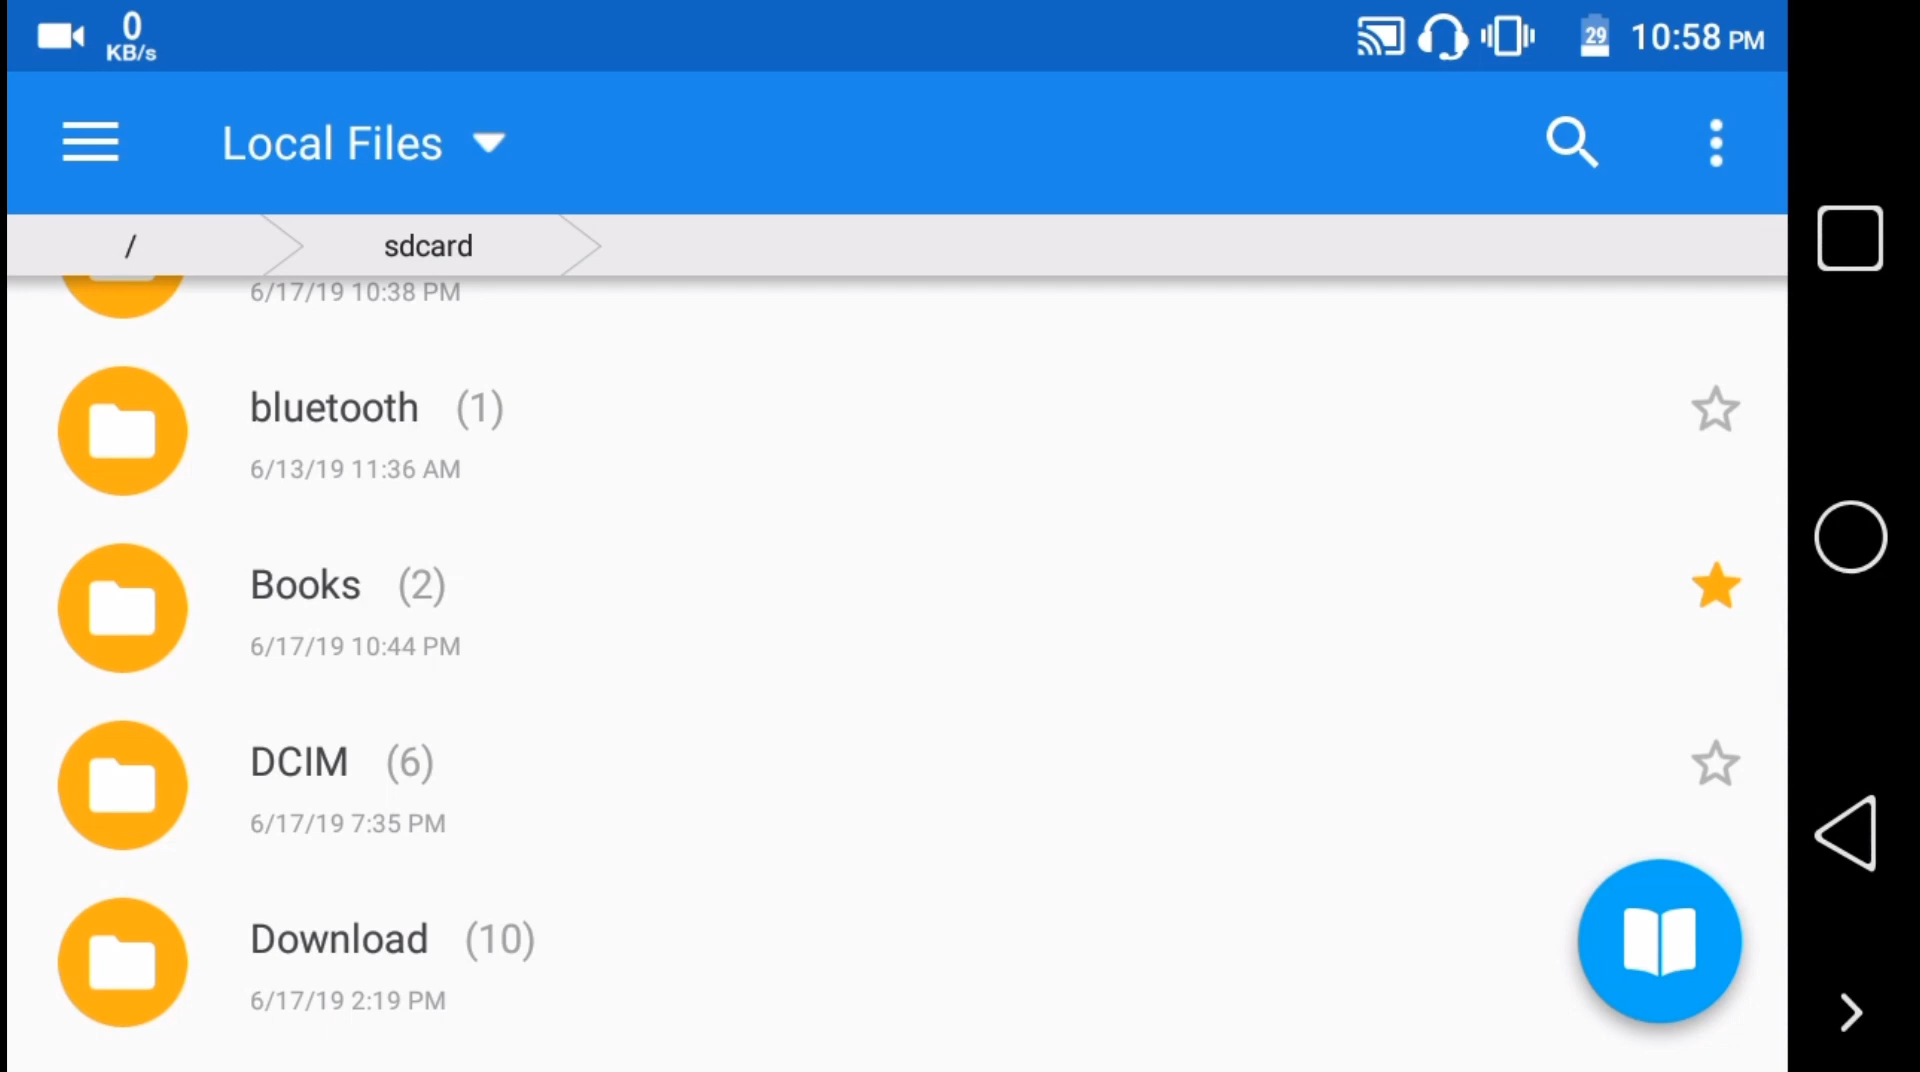 0
KB/s
29
10:58 PM
Local Files
/
sdcard
6/17/19 10:38 PM
bluetooth (1)
6/13/19 11:36 AM
Books (2)
6/17/19 10:44 PM
DCIM (6)
6/17/19 7:35 PM
Download (10)
6/17/19 2:19 PM